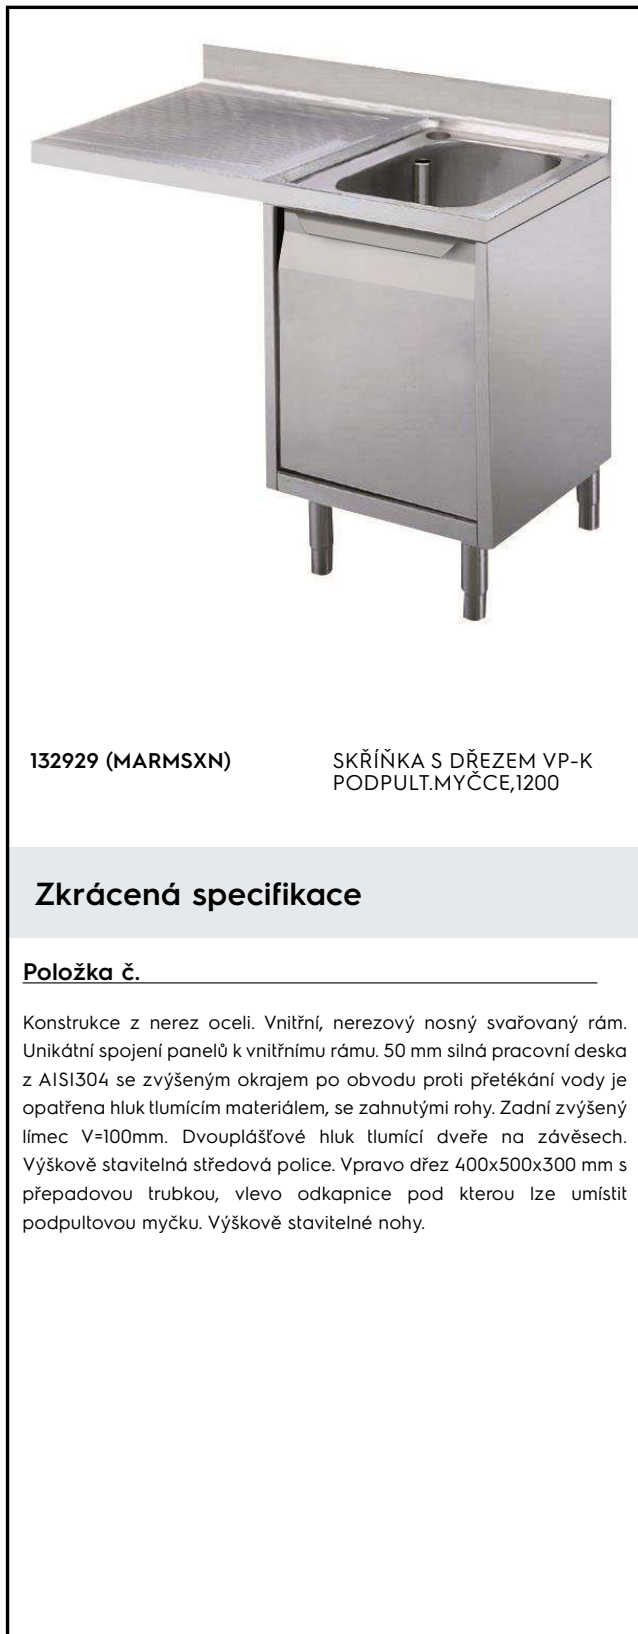 132929 (MARMSXN)
SKŘÍŇKA S DŘEZEM VP-K
PODPULT.MYČCE,1200
Zkrácená specifikace
Položka č.
Konstrukce z nerez oceli. Vnitřní, nerezový nosný svařovaný rám.
Unikátní spojení panelů k vnitřnímu rámu. 50 mm silná pracovní deska
z AISI304 se zvýšeným okrajem po obvodu proti přetékání vody je
opatřena hluk tlumícím materiálem, se zahnutými rohy. Zadní zvýšený
límec V=100mm. Dvouplášťové hluk tlumící dveře na závěsech.
Výškově stavitelná středová police. Vpravo dřez 400x500x300 mm s
přepadovou trubkou, vlevo odkapnice pod kterou lze umístit
podpultovou myčku. Výškově stavitelné nohy.